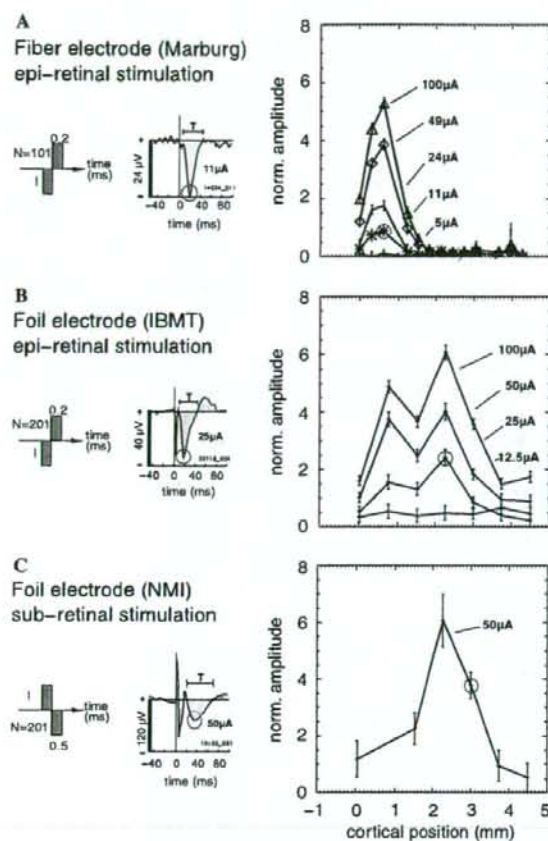 A
Fiber electrode (Marburg)
epi-retinal stimulation
N=101
0.2
time
(ms)
I
24 µV
T
11µA
-40 0 40 80
time (ms)
norm. amplitude
8
6
4
2
0
100µA
49µA
24µA
11µA
5µA
B
Foil electrode (IBMT)
epi-retinal stimulation
N=201
0.2
time
(ms)
I
40 µV
T
25µA
-40 0 40 80
time (ms)
norm. amplitude
8
6
4
2
0
100µA
50µA
25µA
12.5µA
C
Foil electrode (NMI)
sub-retinal stimulation
I
N=201
0.5
time
(ms)
120 µV
T
50µA
-40 0 40 80
time (ms)
norm. amplitude
8
6
4
2
0
50µA
-1 0 1 2 3 4 5
cortical position (mm)